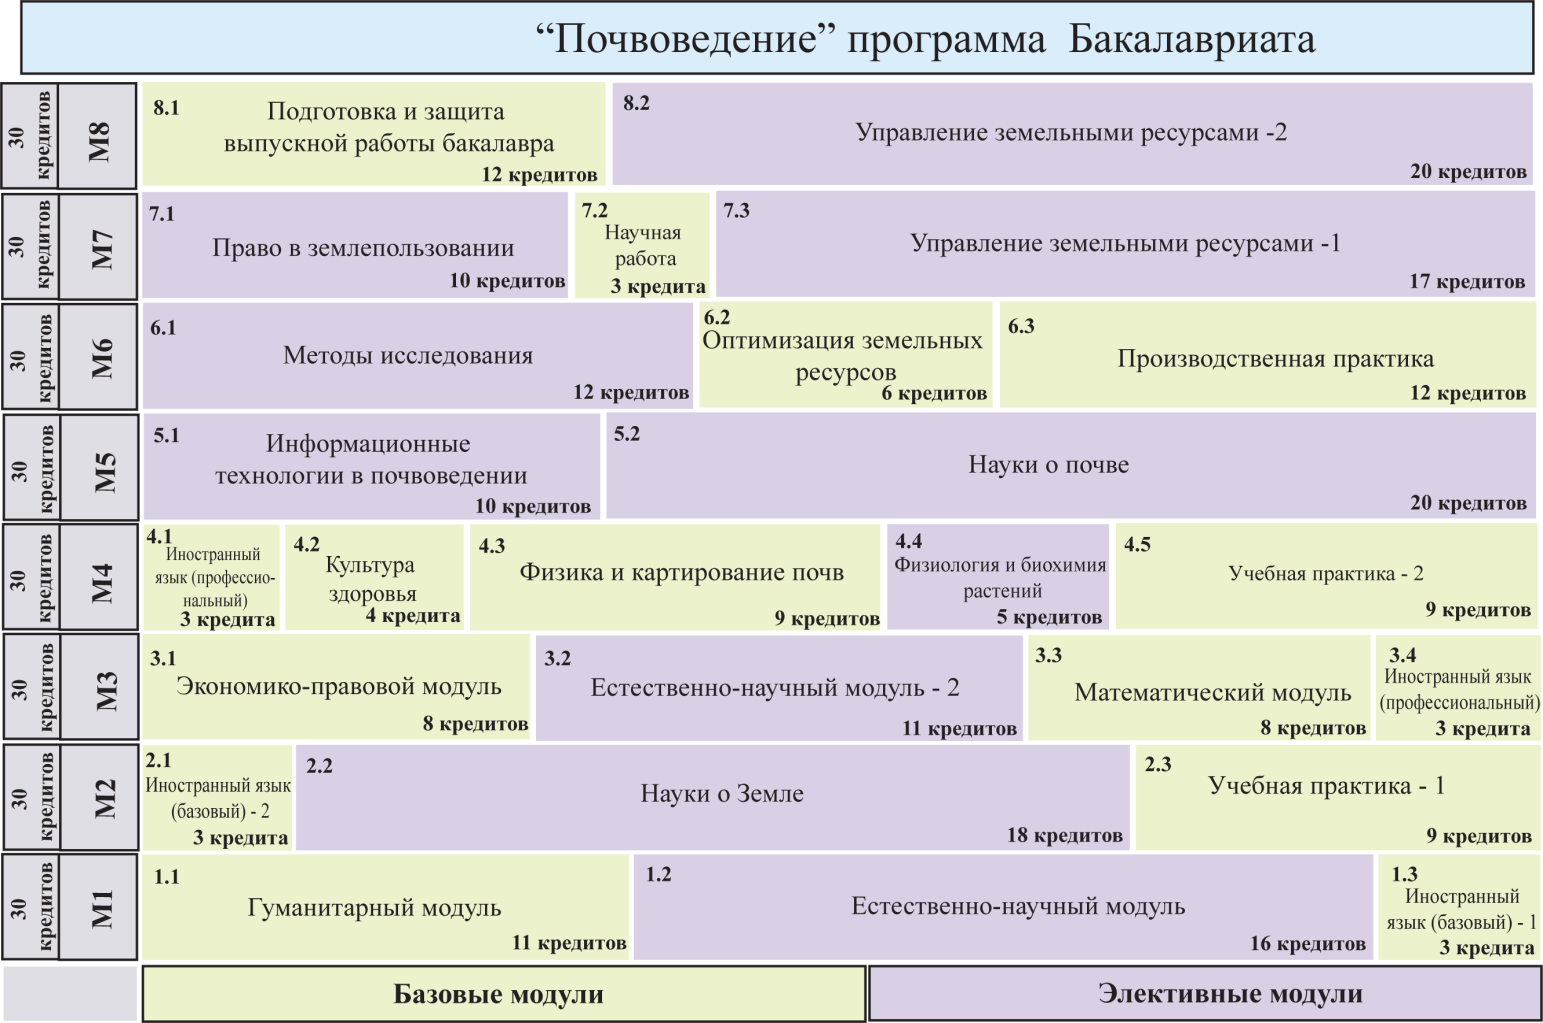 “Почвоведение” программа Бакалавриата
30
кредитов
М8
8.1
Подготовка и защита
выпускной работы бакалавра
12 кредитов
8.2
Управление земельными ресурсами -2
20 кредитов
30
кредитов
М7
7.1
Право в землепользовании
10 кредитов
7.2
Научная
работа
3 кредита
7.3
Управление земельными ресурсами -1
17 кредитов
30
кредитов
М6
6.1
Методы исследования
12 кредитов
6.2
Оптимизация земельных
ресурсов
6 кредитов
6.3
Производственная практика
12 кредитов
30
кредитов
М5
5.1
Информационные
технологии в почвоведении
10 кредитов
5.2
Науки о почве
20 кредитов
30
кредитов
М4
4.1
Иностранный
язык (профессио-
нальный)
3 кредита
4.2
Культура
здоровья
4 кредита
4.3
Физика и картирование почв
9 кредитов
4.4
Физиология и биохимия
растений
5 кредитов
4.5
Учебная практика - 2
9 кредитов
30
кредитов
М3
3.1
Экономико-правовой модуль
8 кредитов
3.2
Естественно-научный модуль - 2
11 кредитов
3.3
Математический модуль
8 кредитов
3.4
Иностранный язык
(профессиональный)
3 кредита
30
кредитов
М2
2.1
Иностранный язык
(базовый) - 2
3 кредита
2.2
Науки о Земле
18 кредитов
2.3
Учебная практика - 1
9 кредитов
30
кредитов
М1
1.1
Гуманитарный модуль
11 кредитов
1.2
Естественно-научный модуль
16 кредитов
1.3
Иностранный
язык (базовый) - 1
3 кредита
Базовые модули
Элективные модули